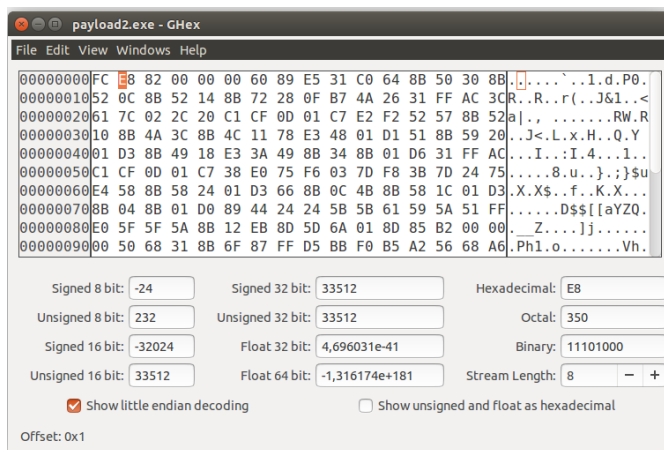 payload2.exe - GHex
File Edit View Windows Help
00000000 FC E8 82 00 00 00 60 89 E5 31 C0 64 8B 50 30 8B ......`..1.d.P0.
00000010 52 0C 8B 52 14 8B 72 28 0F B7 4A 26 31 FF AC 3C R..R..r(..J&1..<
00000020 61 7C 02 2C 20 C1 CF 0D 01 C7 E2 F2 52 57 8B 52 a|., .......RW.R
00000030 10 8B 4A 3C 8B 4C 11 78 E3 48 01 D1 51 8B 59 20 ..J<.L.x.H..Q.Y
00000040 01 D3 8B 49 18 E3 3A 49 8B 34 8B 01 D6 31 FF AC ...I..:I.4...1..
00000050 C1 CF 0D 01 C7 38 E0 75 F6 03 7D F8 3B 7D 24 75 .....8.u..}.;}$u
00000060 E4 58 8B 58 24 01 D3 66 8B 0C 4B 8B 58 1C 01 D3 .X.X$..f..K.X...
00000070 8B 04 8B 01 D0 89 44 24 24 5B 5B 61 59 5A 51 FF ......D$$[[aYZQ.
00000080 E0 5F 5F 5A 8B 12 EB 8D 5D 6A 01 8D 85 B2 00 00 .__Z....]j......
00000090 00 50 68 31 8B 6F 87 FF D5 BB F0 B5 A2 56 68 A6 .Ph1.o.......Vh.
Signed 8 bit: -24 Signed 32 bit: 33512 Hexadecimal: E8
Unsigned 8 bit: 232 Unsigned 32 bit: 33512 Octal: 350
Signed 16 bit: -32024 Float 32 bit: 4,696031e-41 Binary: 11101000
Unsigned 16 bit: 33512 Float 64 bit: -1,316174e+181 Stream Length: 8 − +
Show little endian decoding Show unsigned and float as hexadecimal
Offset: 0x1